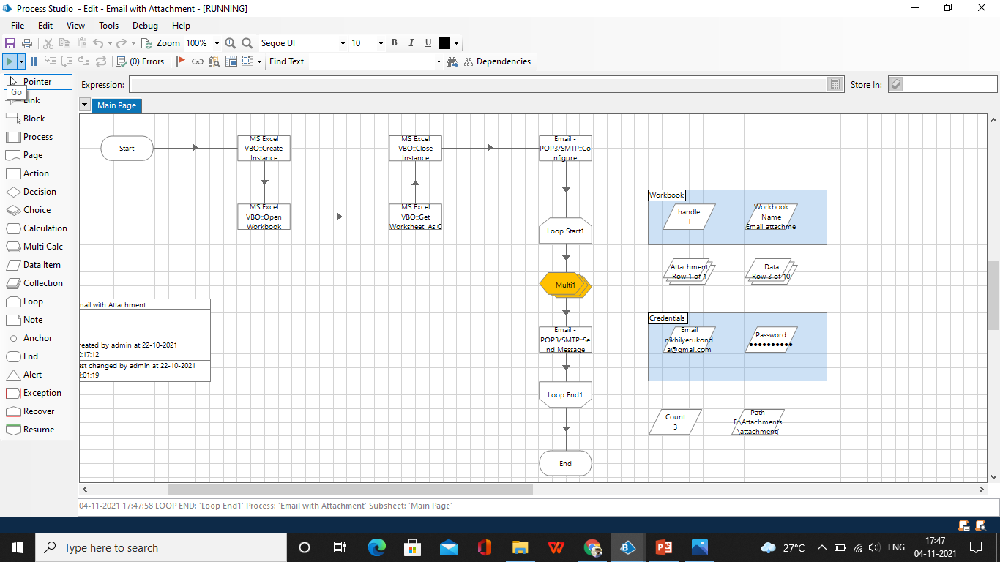 Process Studio - Edit - Email with Attachment - [RUNNING]
File Edit View Tools Debug Help
Zoom 100% Segoe UI 10 B I U
(0) Errors Find Text Dependencies
Expression: Store In:
Pointer
Go
Link
Block
Process
Page
Action
Decision
Choice
Calculation
Multi Calc
Data Item
Collection
Loop
Note
Anchor
End
Alert
Exception
Recover
Resume
Main Page
Start
MS Excel
VBO::Create
Instance
MS Excel
VBO::Close
Instance
Email -
POP3/SMTP::Co
nfigure
MS Excel
VBO::Open
Workbook
MS Excel
VBO::Get
Worksheet As C
Loop Start1
Multi1
Email -
POP3/SMTP::Se
nd Message
Loop End1
End
Workbook
handle
1
Workbook
Name
Email attachme
Attachment
Row 1 of 1
Data
Row 3 of 10
Credentials
Email
nikhilyerukond
a@gmail.com
Password
Count
3
Path
E:\Attachments
\attachment(
mail with Attachment
reated by admin at 22-10-2021
:17:12
ast changed by admin at 22-10-2021
:01:19
04-11-2021 17:47:58 LOOP END: 'Loop End1' Process: 'Email with Attachment' Subsheet: 'Main Page'
Type here to search
27°C ENG
17:47
04-11-2021